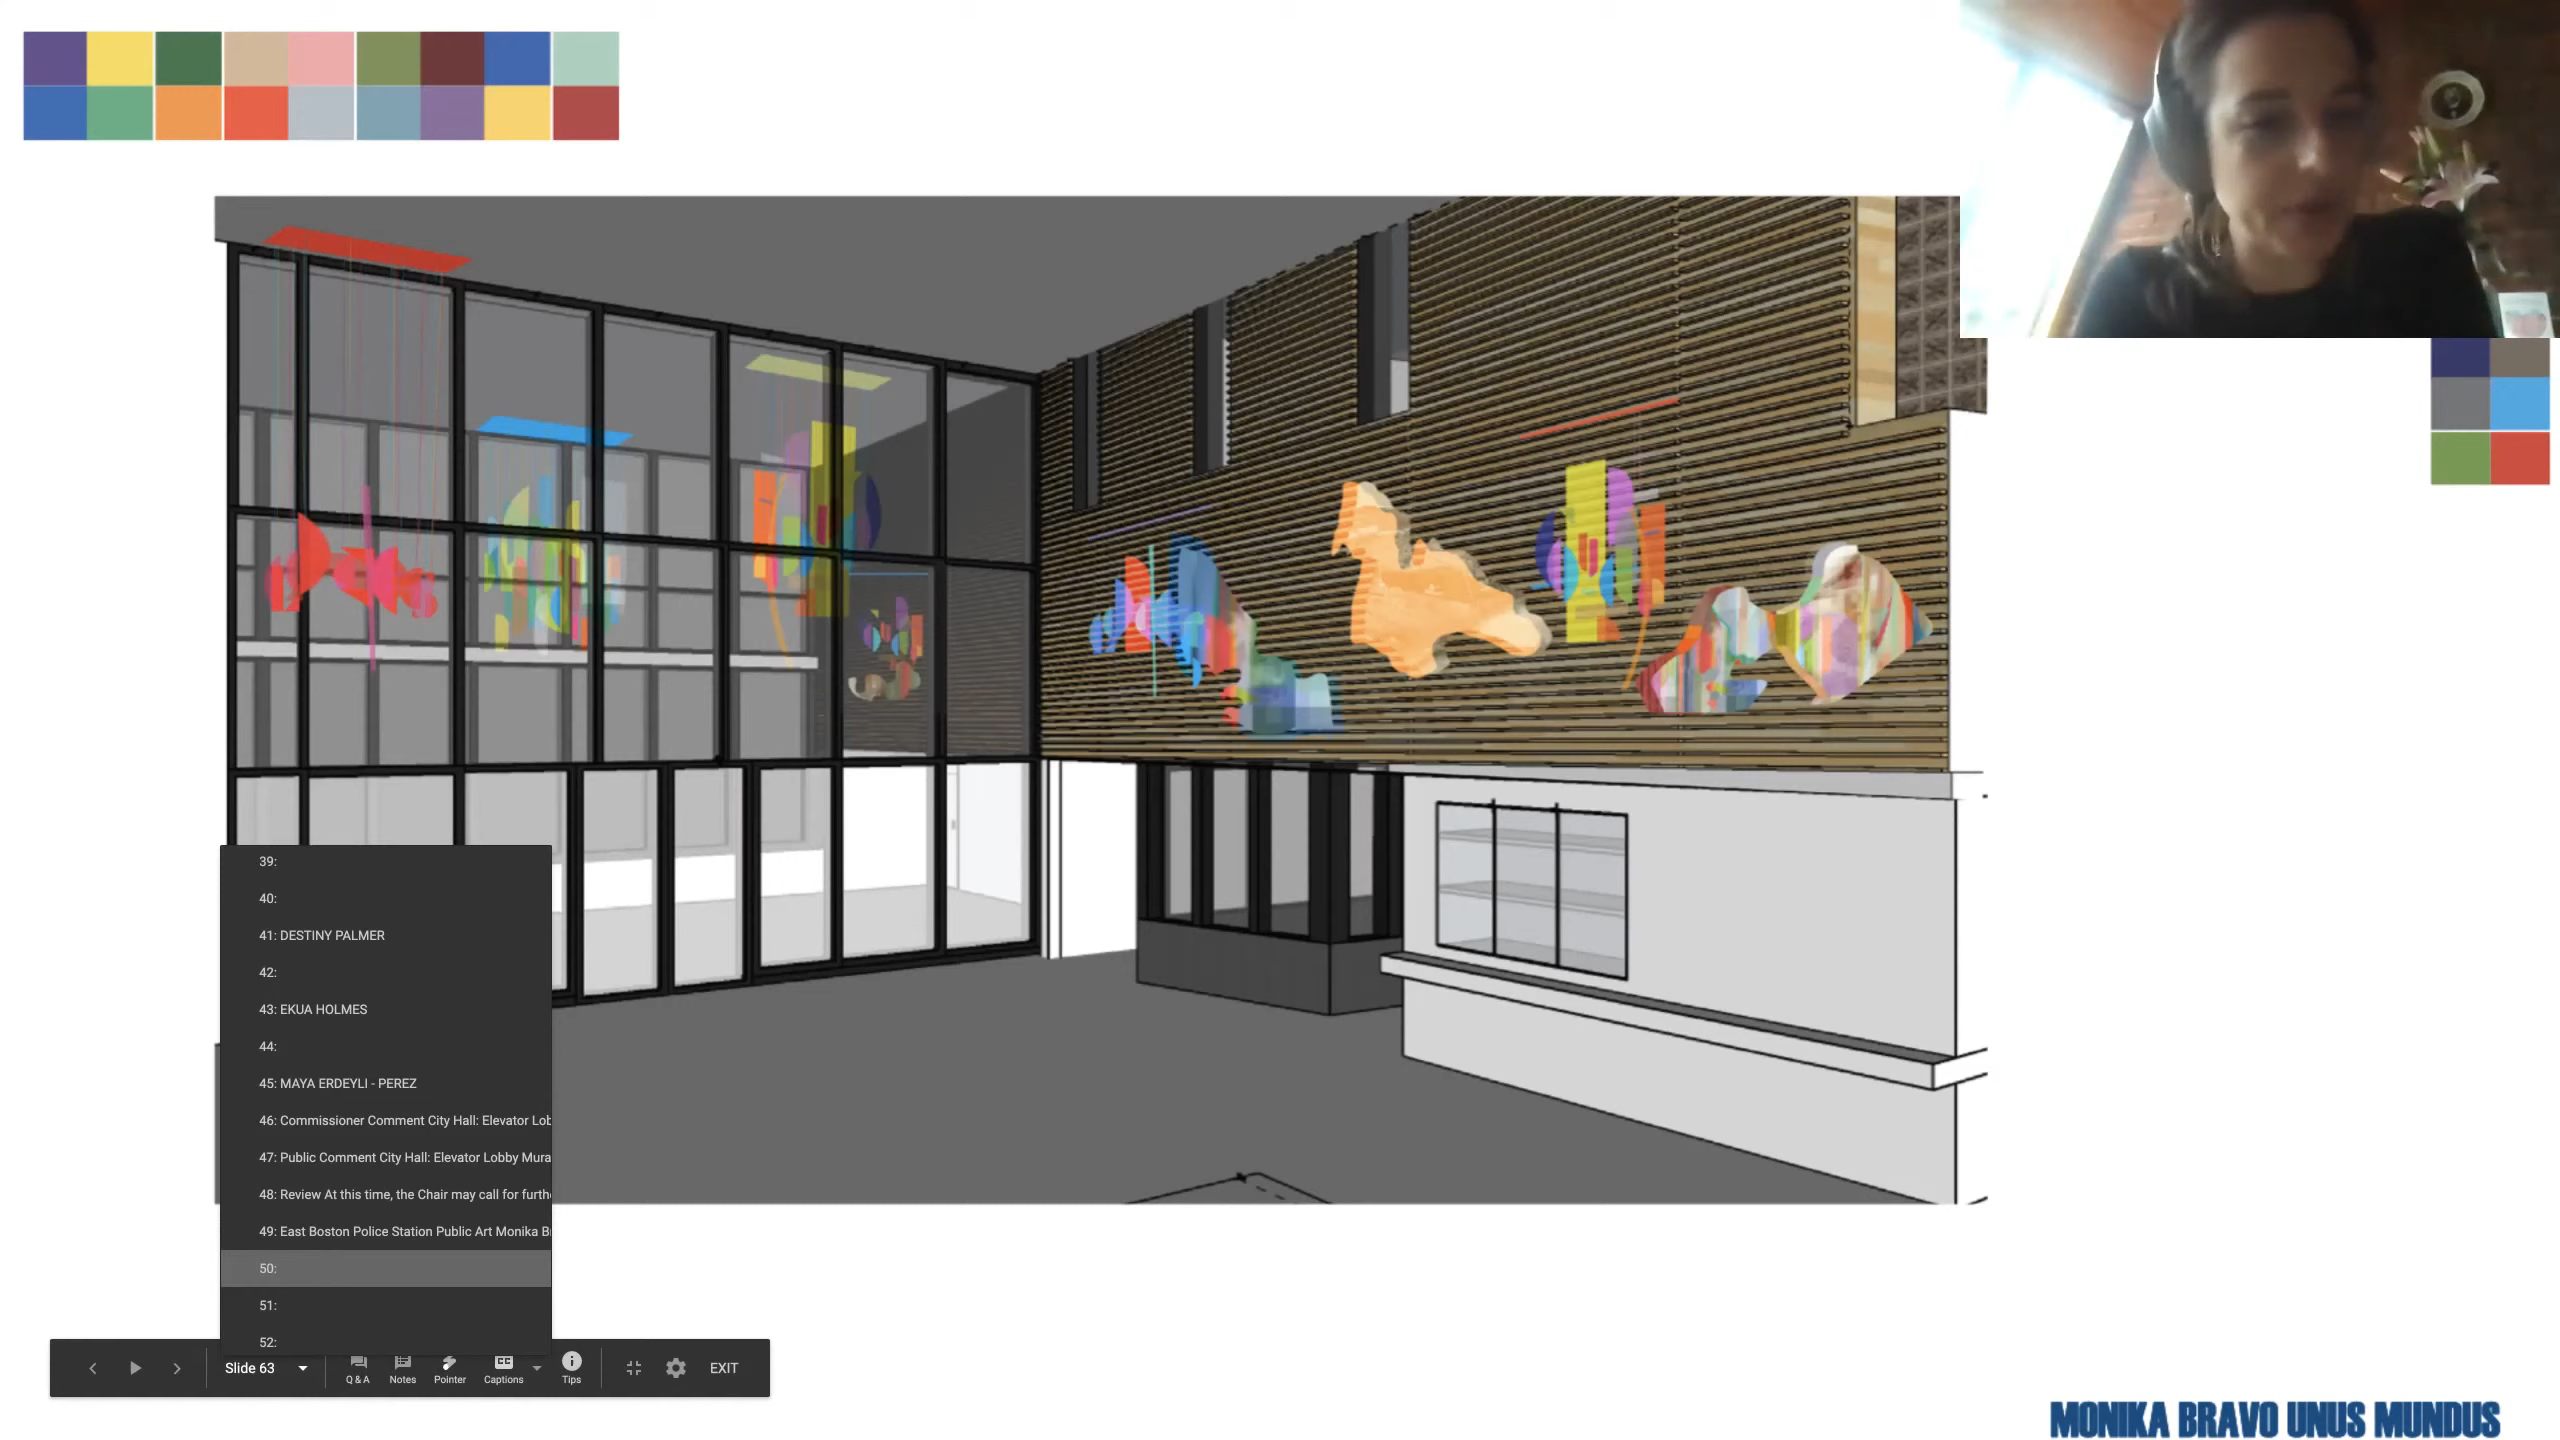 39:
40:
41: DESTINY PALMER
42:
43: EKUA HOLMES
44:
45: MAYA ERDEYLI - PEREZ
46: Commissioner Comment City Hall: Elevator Lob
47: Public Comment City Hall: Elevator Lobby Mura
48: Review At this time, the Chair may call for furthe
49: East Boston Police Station Public Art Monika B
50:
51:
52:
Slide 63
Q & A
Notes
Pointer
CC
Captions
Tips
EXIT
MONIKA BRAVO UNUS MUNDUS